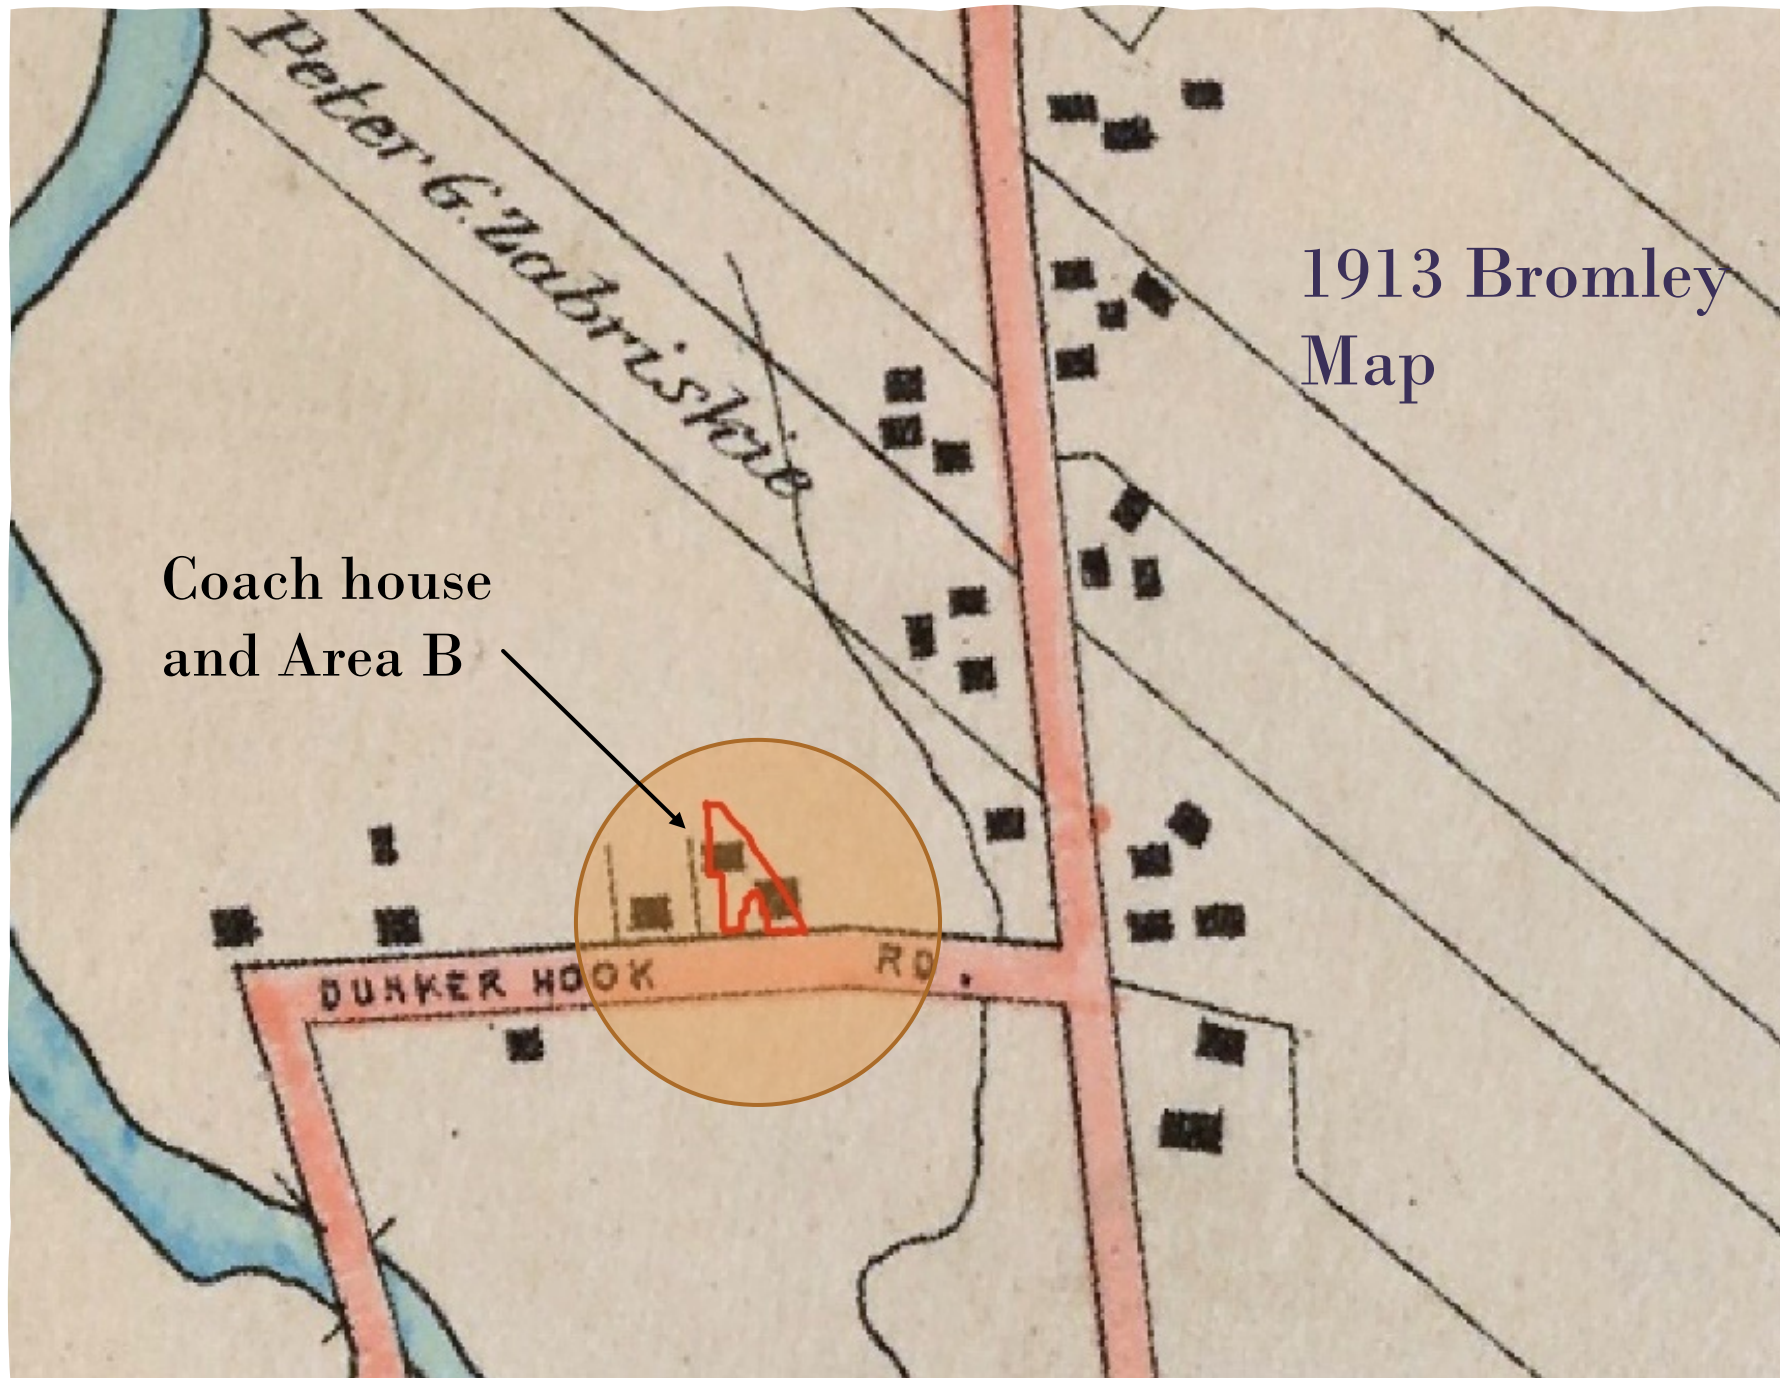 Peter G. Zabriskie
1913 Bromley
Map
Coach house
and Area B
DUNKER HOOK RD.